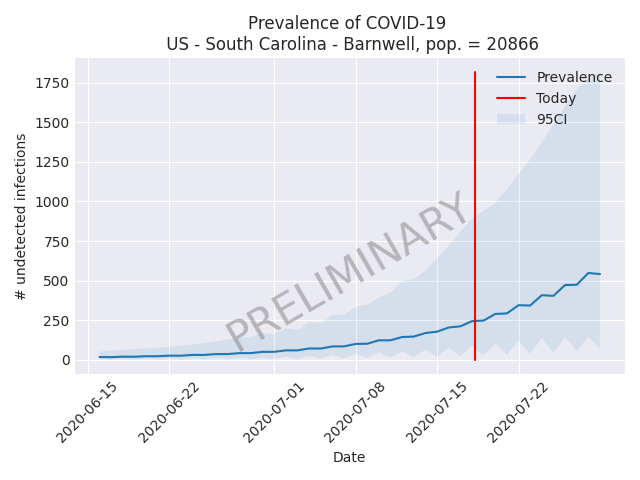 Prevalence of COVID-19
US - South Carolina - Barnwell, pop. = 20866
Prevalence
Today
95CI
1750
1500
1250
1000
750
500
250
0
# undetected infections
PRELIMINARY
2020-06-15
2020-06-22
2020-07-01
2020-07-08
2020-07-15
2020-07-22
Date